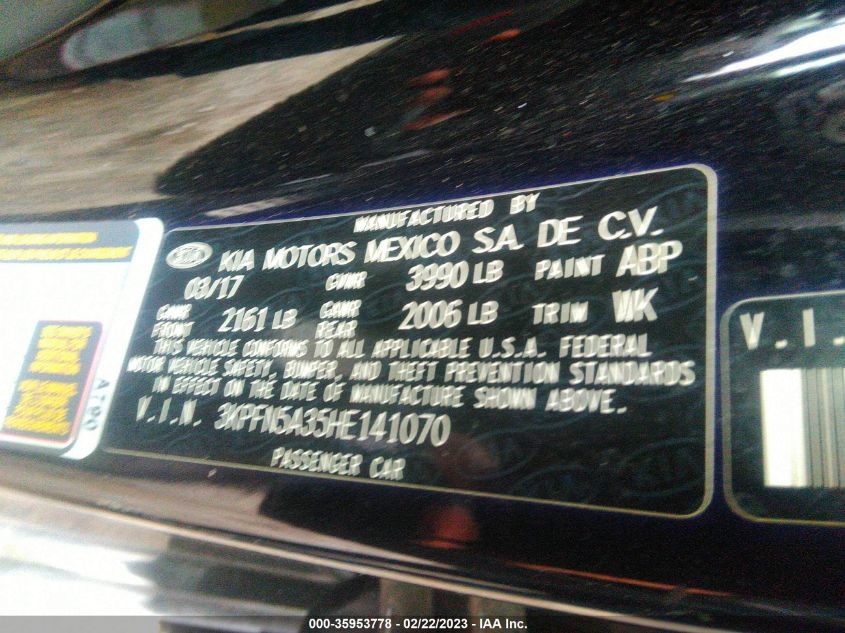 MANUFACTURED BY
KIA KIA MOTORS MEXICO S.A. DE C.V.
03/17 GVWR 3990 LB PAINT ABP
GAWR FRONT 2161 LB GAWR REAR 2006 LB TRIM WK
THIS VEHICLE CONFORMS TO ALL APPLICABLE U.S.A. FEDERAL
MOTOR VEHICLE SAFETY, BUMPER, AND THEFT PREVENTION STANDARDS
IN EFFECT ON THE DATE OF MANUFACTURE SHOWN ABOVE.
V.I.N. 3KPFN5A35HE141070
PASSENGER CAR
A790
V.I.
000-35953778 - 02/22/2023 - IAA Inc.